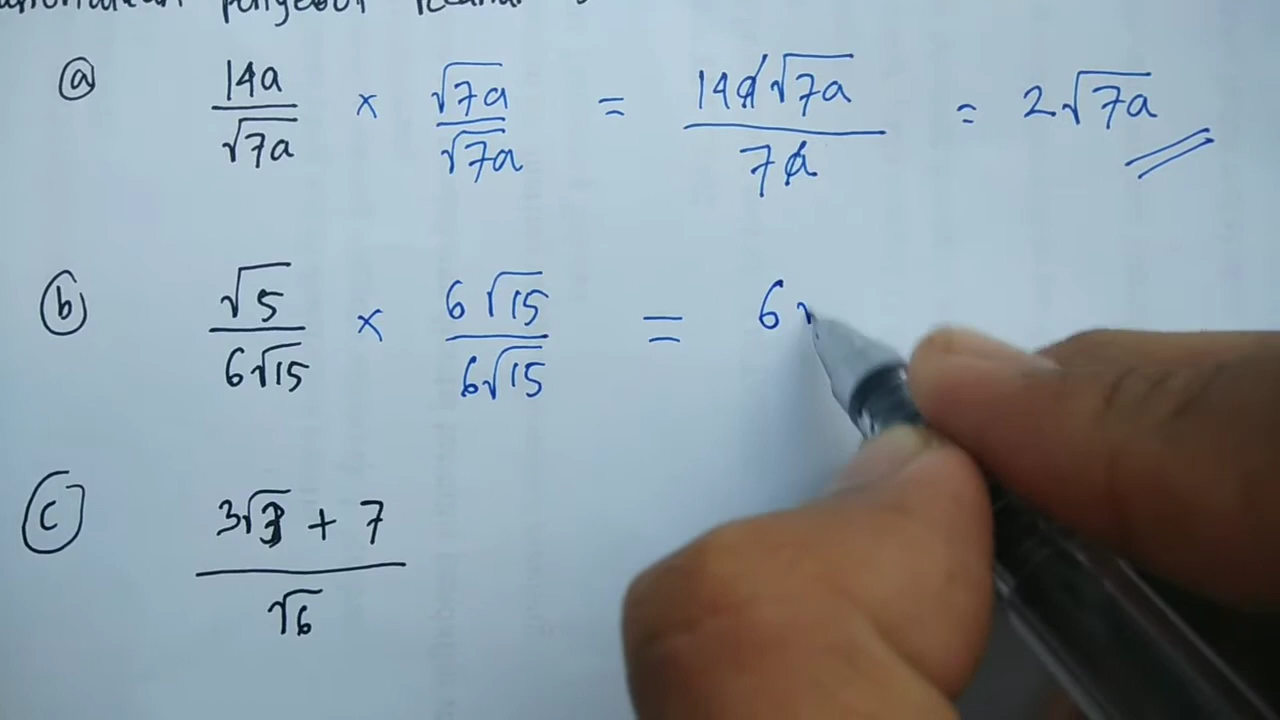 penyebut
ⓐ 14a/√7a × √7a/√7a = 14a√7a/7a = 2√7a
ⓑ √5/6√15 × 6√15/6√15 = 6
ⓒ 3√3 + 7/√6